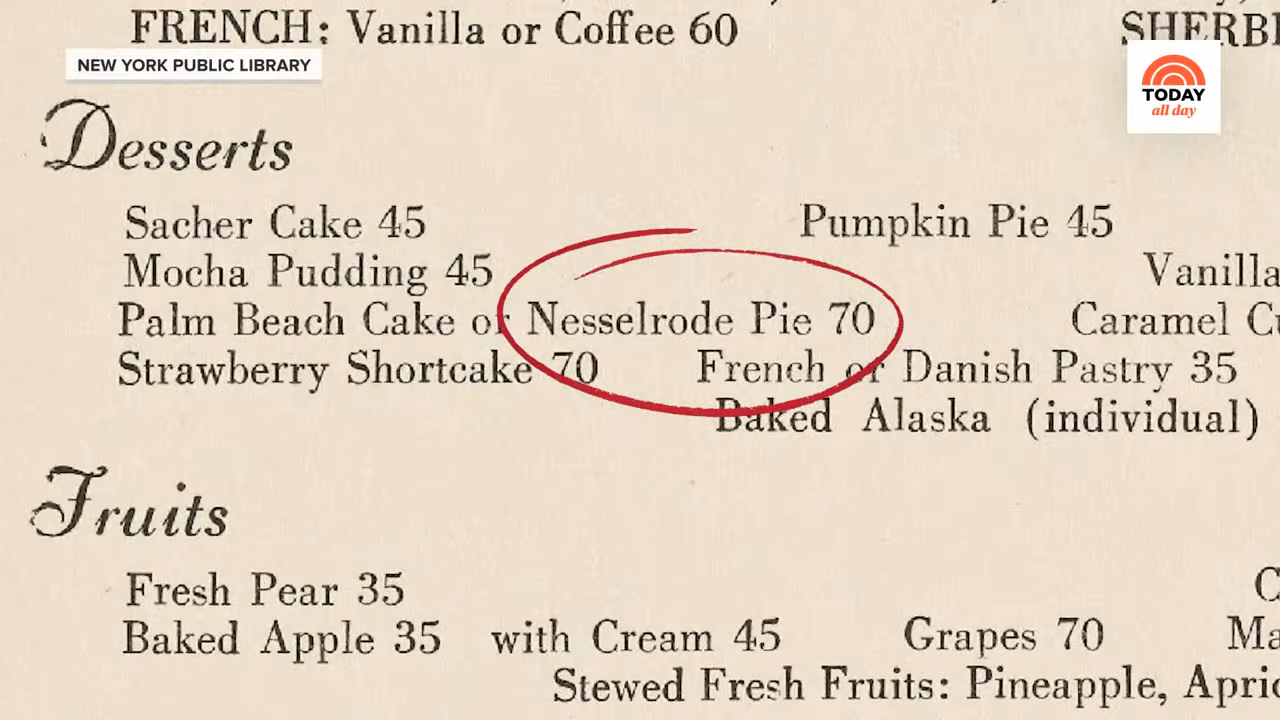 FRENCH: Vanilla or Coffee 60
NEW YORK PUBLIC LIBRARY
TODAY
all day
Desserts
Sacher Cake 45 Pumpkin Pie 45
Mocha Pudding 45 Vanilla
Palm Beach Cake or Nesselrode Pie 70 Caramel
Strawberry Shortcake 70 French or Danish Pastry 35
Baked Alaska (individual)
Fruits
Fresh Pear 35
Baked Apple 35 with Cream 45 Grapes 70
Stewed Fresh Fruits: Pineapple,